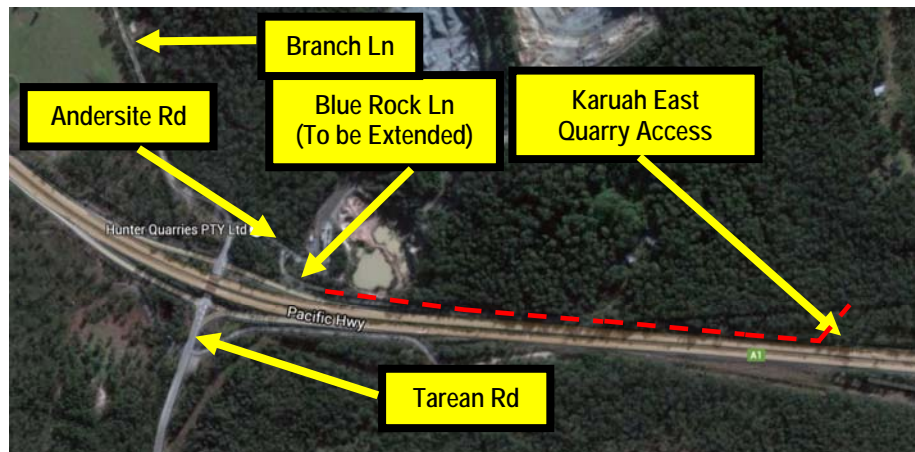 Branch Ln
Andersite Rd
Blue Rock Ln
(To be Extended)
Karuah East
Quarry Access
Hunter Quarries PTY Ltd
Pacific Hwy
A1
Tarean Rd